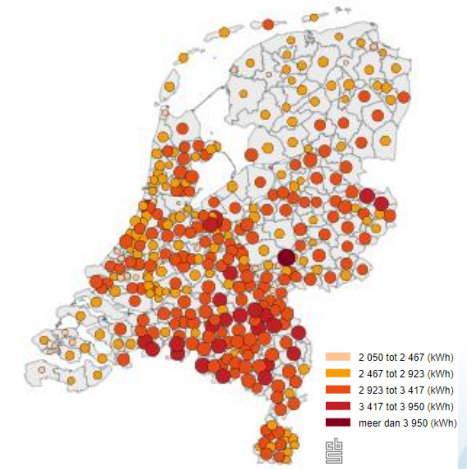 2 050 tot 2 467 (kWh)
2 467 tot 2 923 (kWh)
2 923 tot 3 417 (kWh)
3 417 tot 3 950 (kWh)
meer dan 3 950 (kWh)
cbs